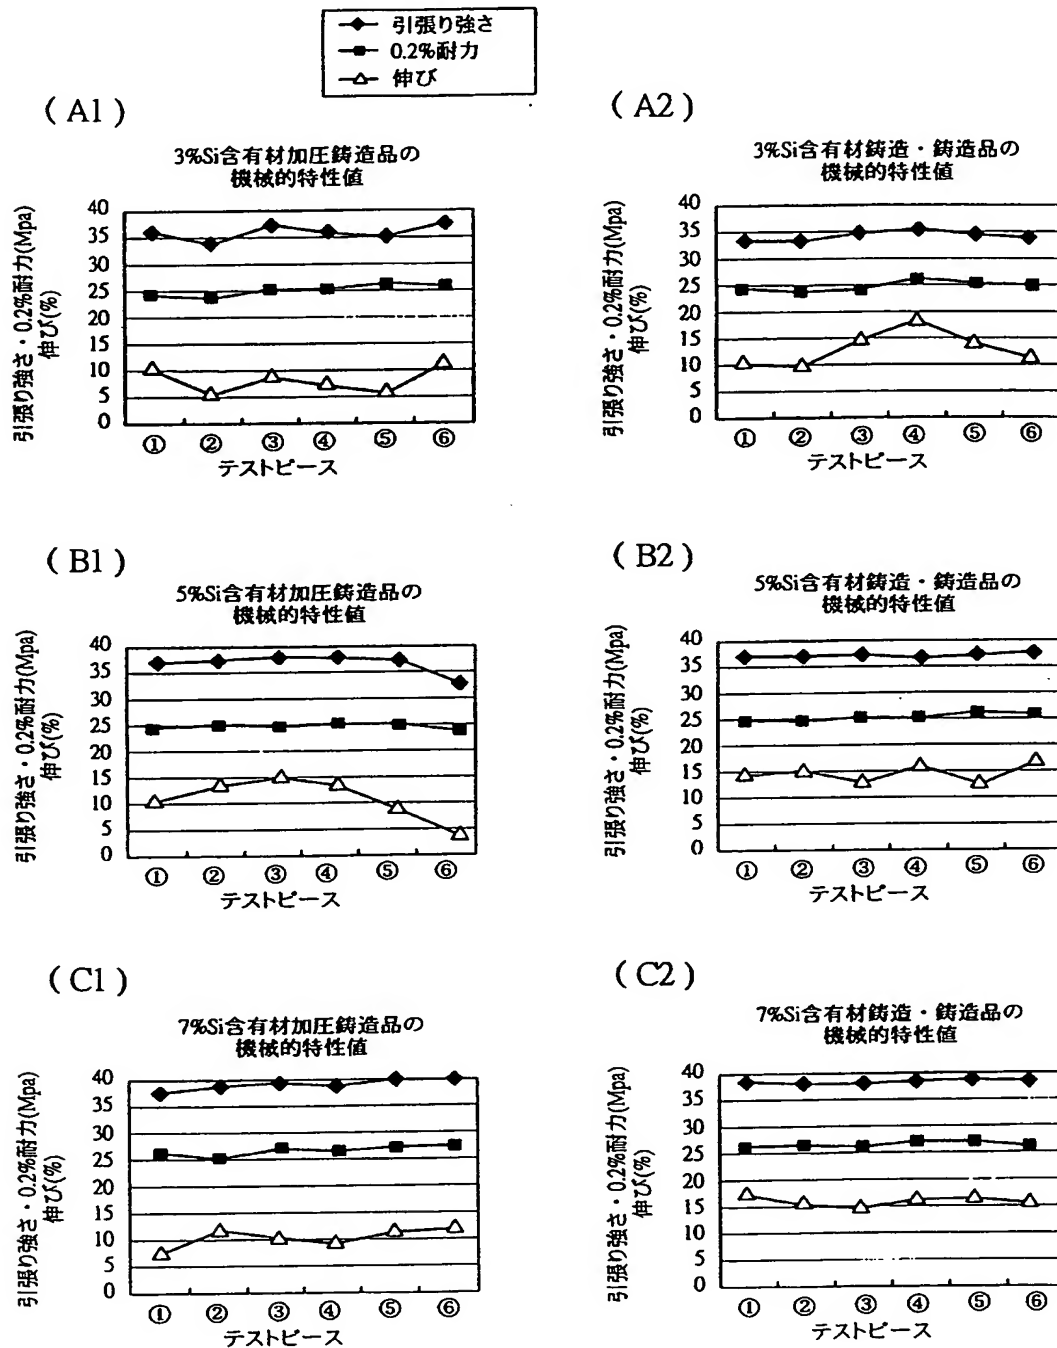 引張り強さ
0.2%耐力
伸び
(A1)
3%Si含有材加圧鋳造品の
機械的特性値
引張り強さ・0.2%耐力(Mpa)
伸び(%)
40
35
30
25
20
15
10
5
0
① ② ③ ④ ⑤ ⑥
テストピース
(A2)
3%Si含有材鋳造・鋳造品の
機械的特性値
引張り強さ・0.2%耐力(Mpa)
伸び(%)
40
35
30
25
20
15
10
5
0
① ② ③ ④ ⑤ ⑥
テストピース
(B1)
5%Si含有材加圧鋳造品の
機械的特性値
引張り強さ・0.2%耐力(Mpa)
伸び(%)
40
35
30
25
20
15
10
5
0
① ② ③ ④ ⑤ ⑥
テストピース
(B2)
5%Si含有材鋳造・鋳造品の
機械的特性値
引張り強さ・0.2%耐力(Mpa)
伸び(%)
40
35
30
25
20
15
10
5
0
① ② ③ ④ ⑤ ⑥
テストピース
(C1)
7%Si含有材加圧鋳造品の
機械的特性値
引張り強さ・0.2%耐力(Mpa)
伸び(%)
40
35
30
25
20
15
10
5
0
① ② ③ ④ ⑤ ⑥
テストピース
(C2)
7%Si含有材鋳造・鋳造品の
機械的特性値
引張り強さ・0.2%耐力(Mpa)
伸び(%)
40
35
30
25
20
15
10
5
0
① ② ③ ④ ⑤ ⑥
テストピース